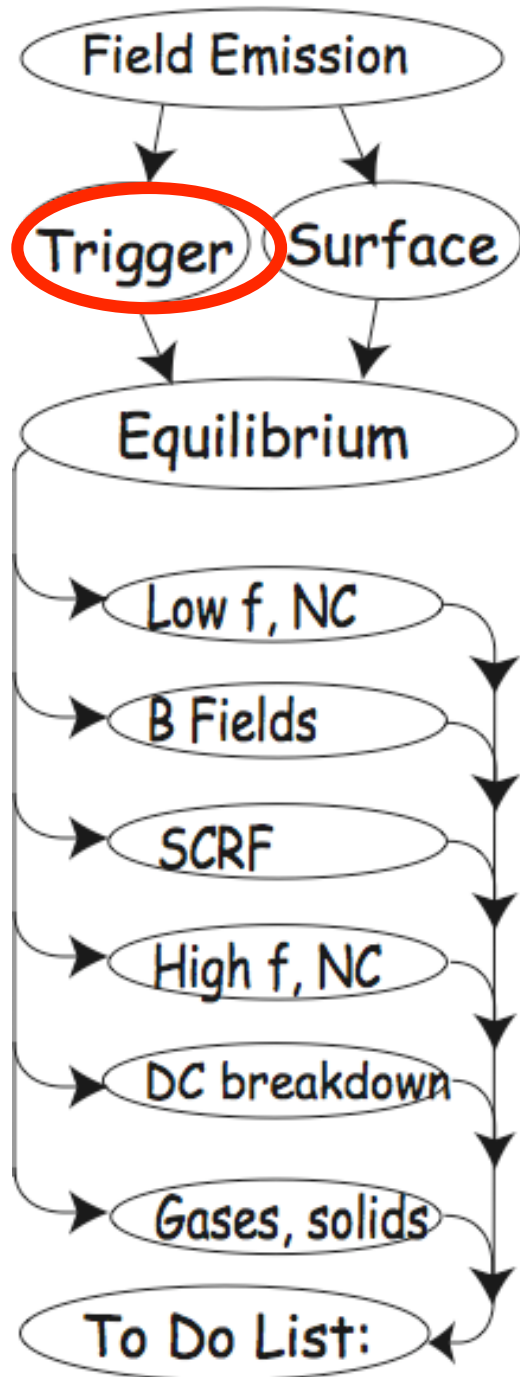 Field Emission
Trigger
Surface
Equilibrium
Low f, NC
B Fields
SCRF
High f, NC
DC breakdown
Gases, solids
To Do List: